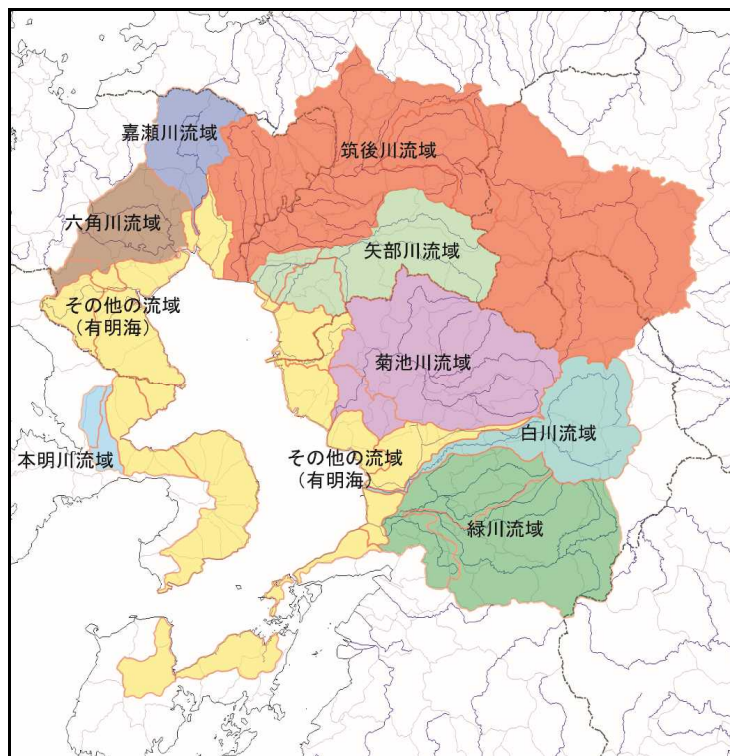 嘉瀬川流域
筑後川流域
六角川流域
矢部川流域
その他の流域
（有明海）
菊池川流域
白川流域
本明川流域
その他の流域
（有明海）
緑川流域